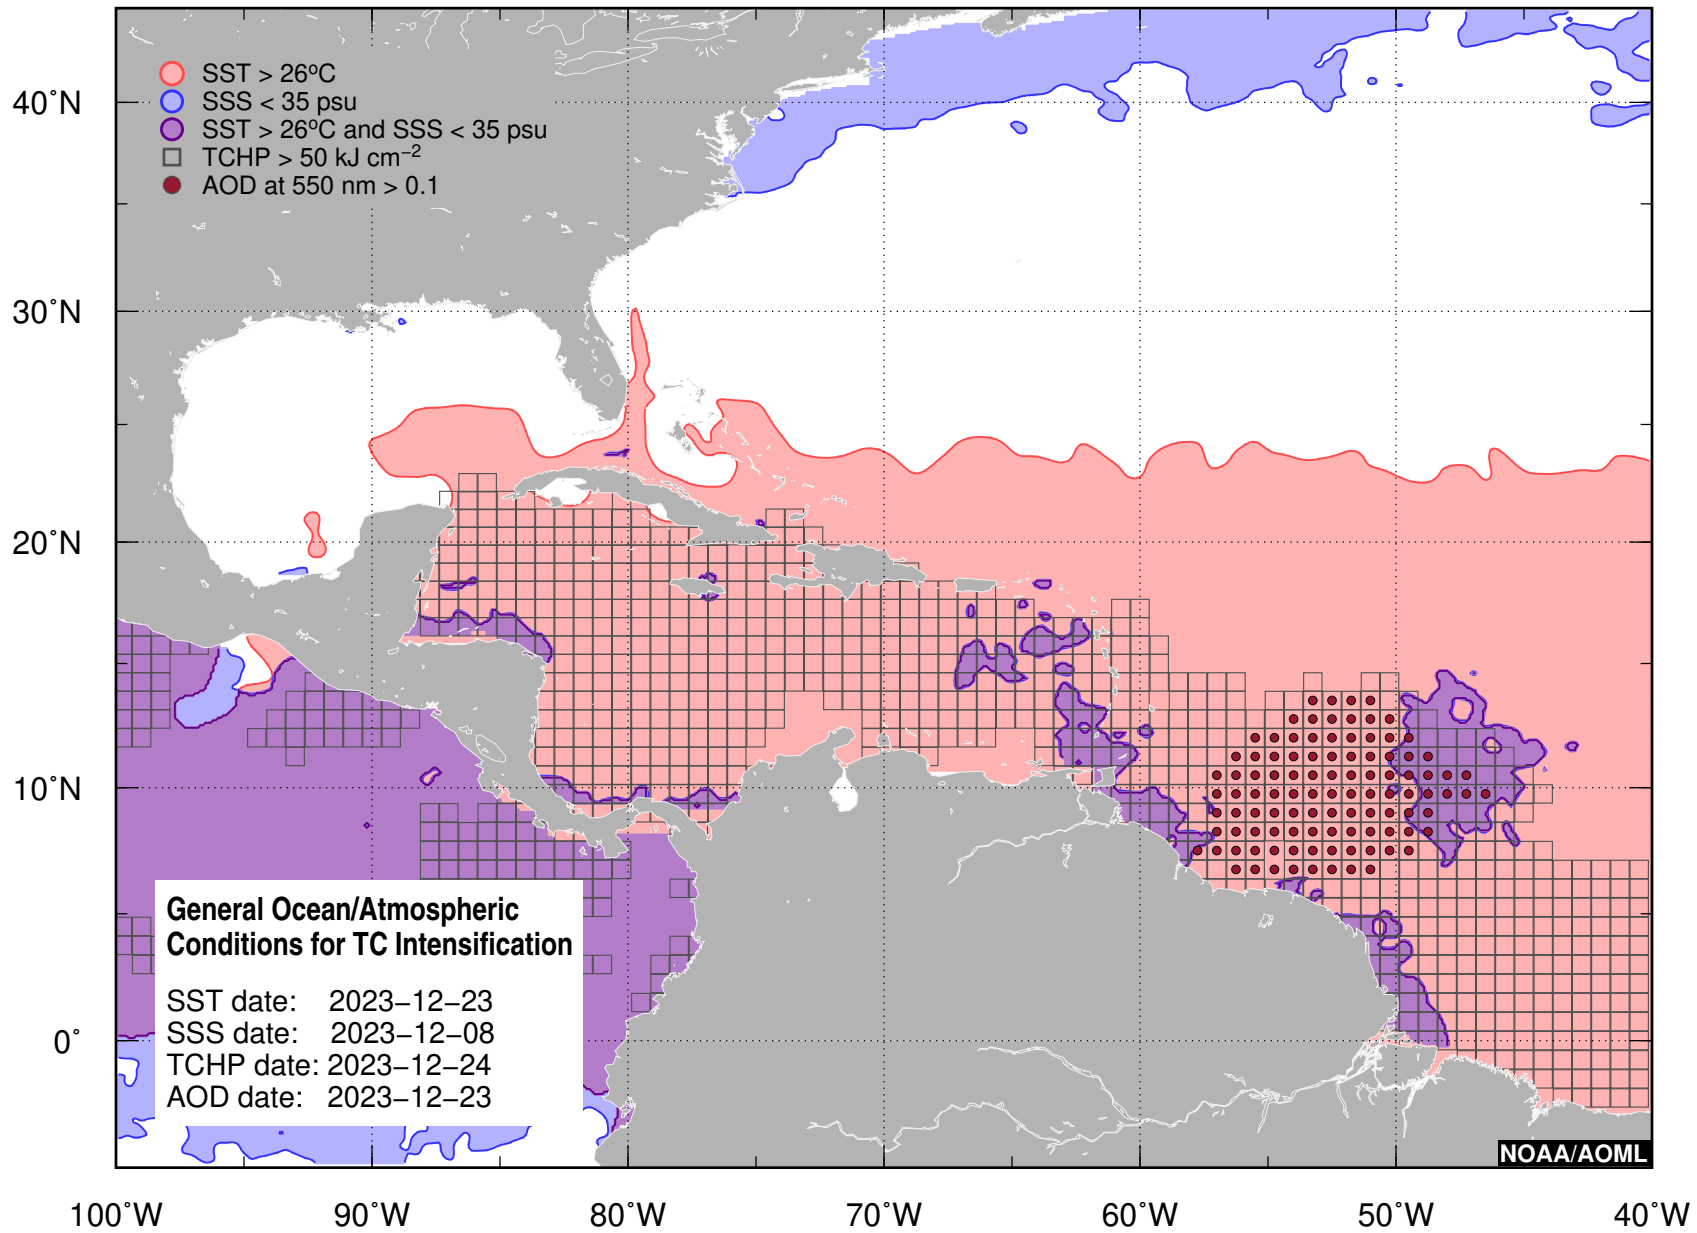 SST > 26ºC
SSS < 35 psu
SST > 26ºC and SSS < 35 psu
TCHP > 50 kJ cm⁻²
AOD at 550 nm > 0.1
40˚N
30˚N
20˚N
10˚N
0˚
General Ocean/Atmospheric
Conditions for TC Intensification
SST date: 2023−12−23
SSS date: 2023−12−08
TCHP date: 2023−12−24
AOD date: 2023−12−23
NOAA/AOML
100˚W 90˚W 80˚W 70˚W 60˚W 50˚W 40˚W